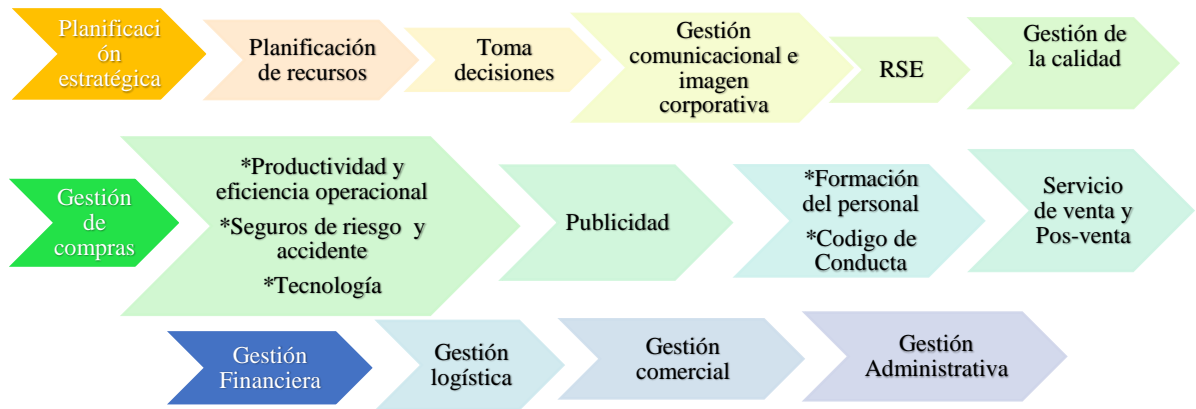 Planificaci
ón
estratégica
Planificación
de recursos
Toma
decisiones
Gestión
comunicacional e
imagen
corporativa
RSE
Gestión de
la calidad
Gestión
de
compras
*Productividad y
eficiencia operacional
*Seguros de riesgo y
accidente
*Tecnología
Publicidad
*Formación
del personal
*Codigo de
Conducta
Servicio
de venta y
Pos-venta
Gestión
Financiera
Gestión
logística
Gestión
comercial
Gestión
Administrativa